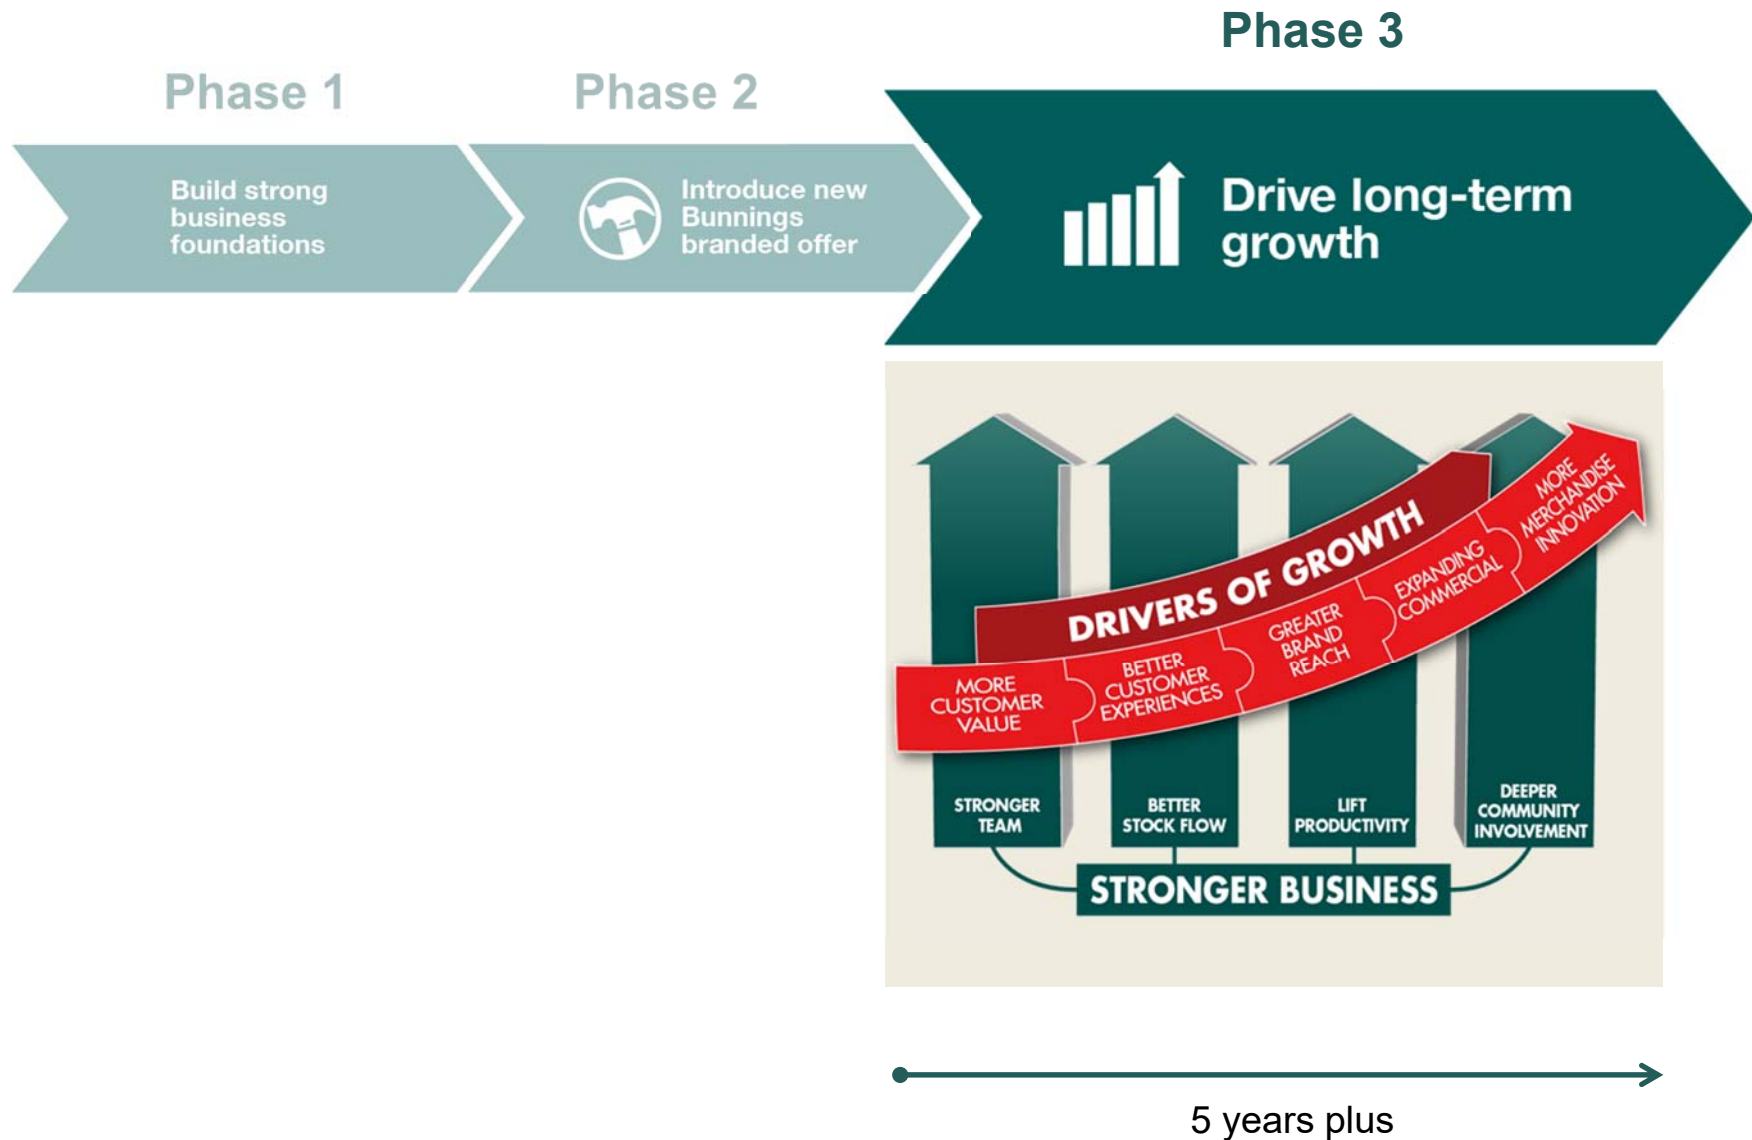 Phase 1
Phase 2
Phase 3
Build strong
business
foundations
Introduce new
Bunnings
branded offer
Drive long-term
growth
DRIVERS OF GROWTH
MORE
CUSTOMER
VALUE
BETTER
CUSTOMER
EXPERIENCES
GREATER
BRAND
REACH
EXPANDING
COMMERCIAL
MORE
MERCHANDISE
INNOVATION
STRONGER
TEAM
BETTER
STOCK FLOW
LIFT
PRODUCTIVITY
DEEPER
COMMUNITY
INVOLVEMENT
STRONGER BUSINESS
5 years plus